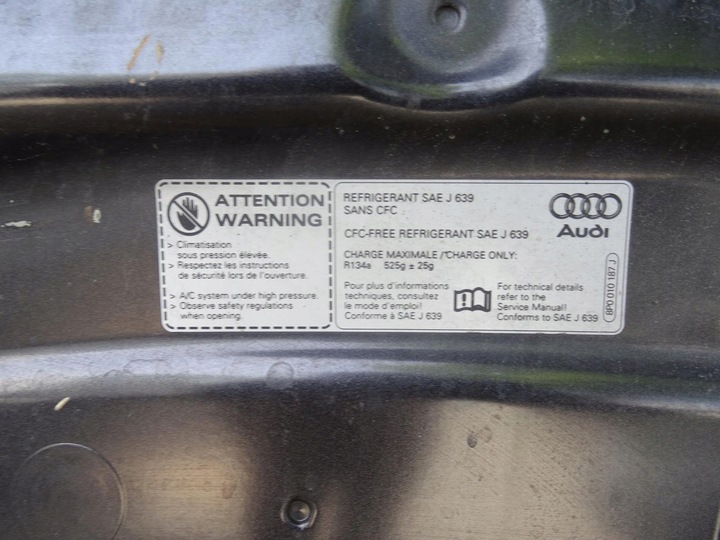 ATTENTION
WARNING
> Climatisation
sous pression élevée.
> Respectez les instructions
de sécurité lors de l'ouverture.
> A/C system under high pressure.
> Observe safety regulations
when opening.
REFRIGERANT SAE J 639
SANS CFC
CFC-FREE REFRIGERANT SAE J 639
CHARGE MAXIMALE / CHARGE ONLY:
R134a 525g ± 25g
Pour plus d'informations
techniques, consultez
le mode d'emploi!
Conforme à SAE J 639
For technical details
refer to the
Service Manual!
Conforms to SAE J 639
Audi
8P0 010 187 J